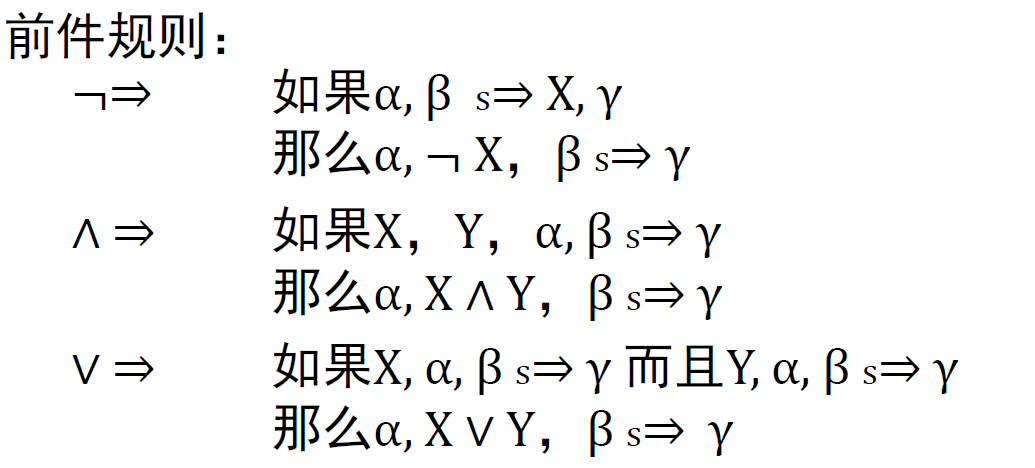 前件规则：
¬⇒ 如果α, β s⇒ X, γ
那么α, ¬ X，β s⇒ γ
∧ ⇒ 如果X，Y，α, β s⇒ γ
那么α, X ∧ Y，β s⇒ γ
∨ ⇒ 如果X, α, β s⇒ γ 而且Y, α, β s⇒ γ
那么α, X ∨ Y，β s⇒ γ